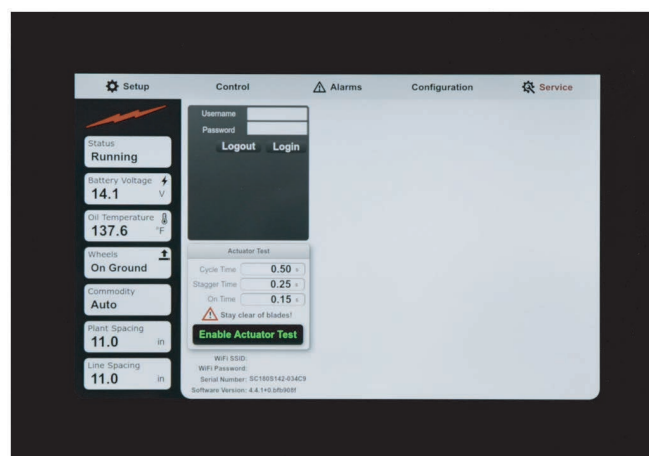 Setup
Control
Alarms
Configuration
Service
Status
Running
Battery Voltage
14.1 V
Oil Temperature
137.6 °F
Wheels
On Ground
Commodity
Auto
Plant Spacing
11.0 in
Line Spacing
11.0 in
Username
Password
Logout Login
Actuator Test
Cycle Time 0.50 s
Stagger Time 0.25 s
On Time 0.15 s
Stay clear of blades!
Enable Actuator Test
WiFi SSID:
WiFi Password:
Serial Number: SC180S142-034C9
Software Version: